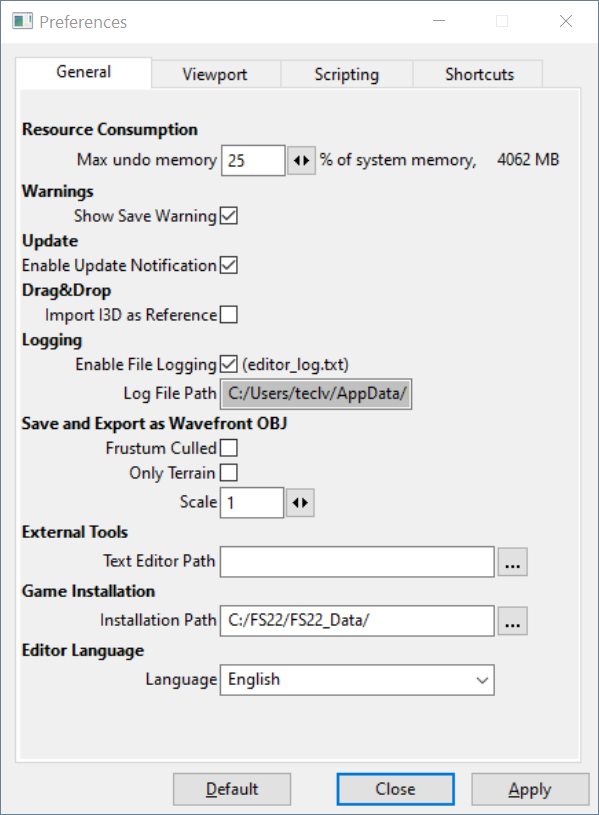 Preferences
General Viewport Scripting Shortcuts
Resource Consumption
Max undo memory 25 % of system memory, 4062 MB
Warnings
Show Save Warning
Update
Enable Update Notification
Drag&Drop
Import I3D as Reference
Logging
Enable File Logging (editor_log.txt)
Log File Path C:/Users/teclv/AppData/
Save and Export as Wavefront OBJ
Frustum Culled
Only Terrain
Scale 1
External Tools
Text Editor Path ...
Game Installation
Installation Path C:/FS22/FS22_Data/ ...
Editor Language
Language English
Default Close Apply